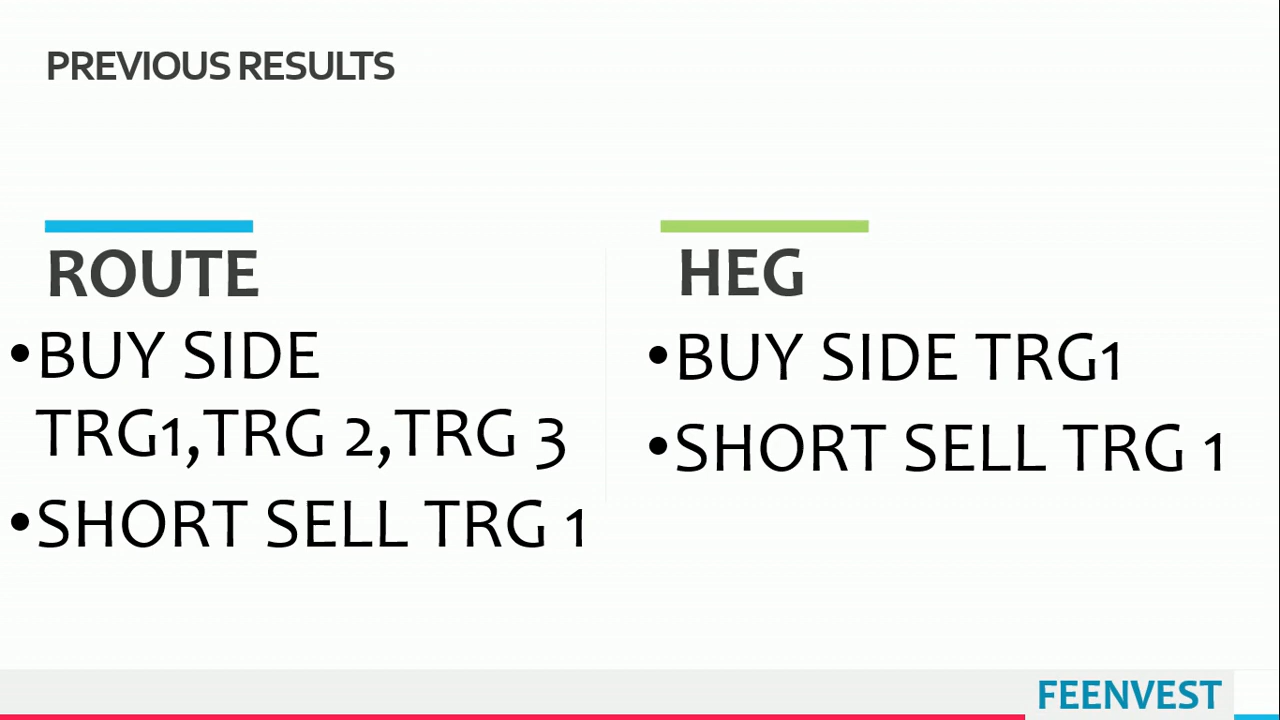 PREVIOUS RESULTS
ROUTE
•BUY SIDE
TRG1,TRG 2,TRG 3
•SHORT SELL TRG 1
HEG
•BUY SIDE TRG1
•SHORT SELL TRG 1
FEENVEST